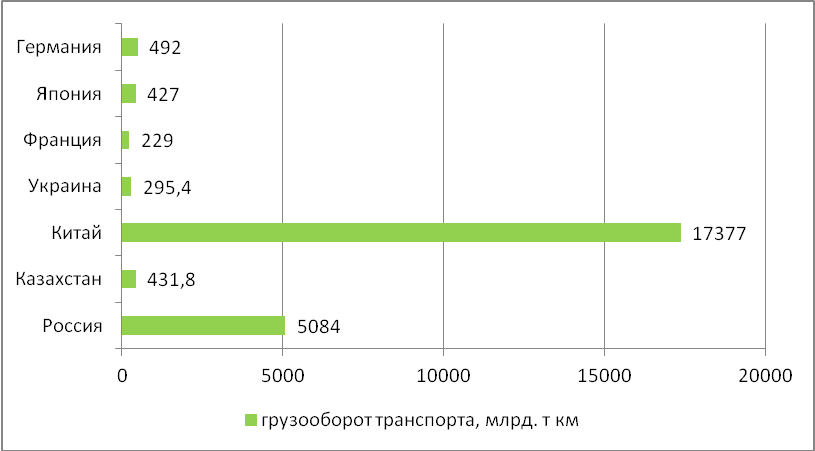 Германия 492
Япония 427
Франция 229
Украина 295,4
Китай 17377
Казахстан 431,8
Россия 5084
0 5000 10000 15000 20000
грузооборот транспорта, млрд. т км